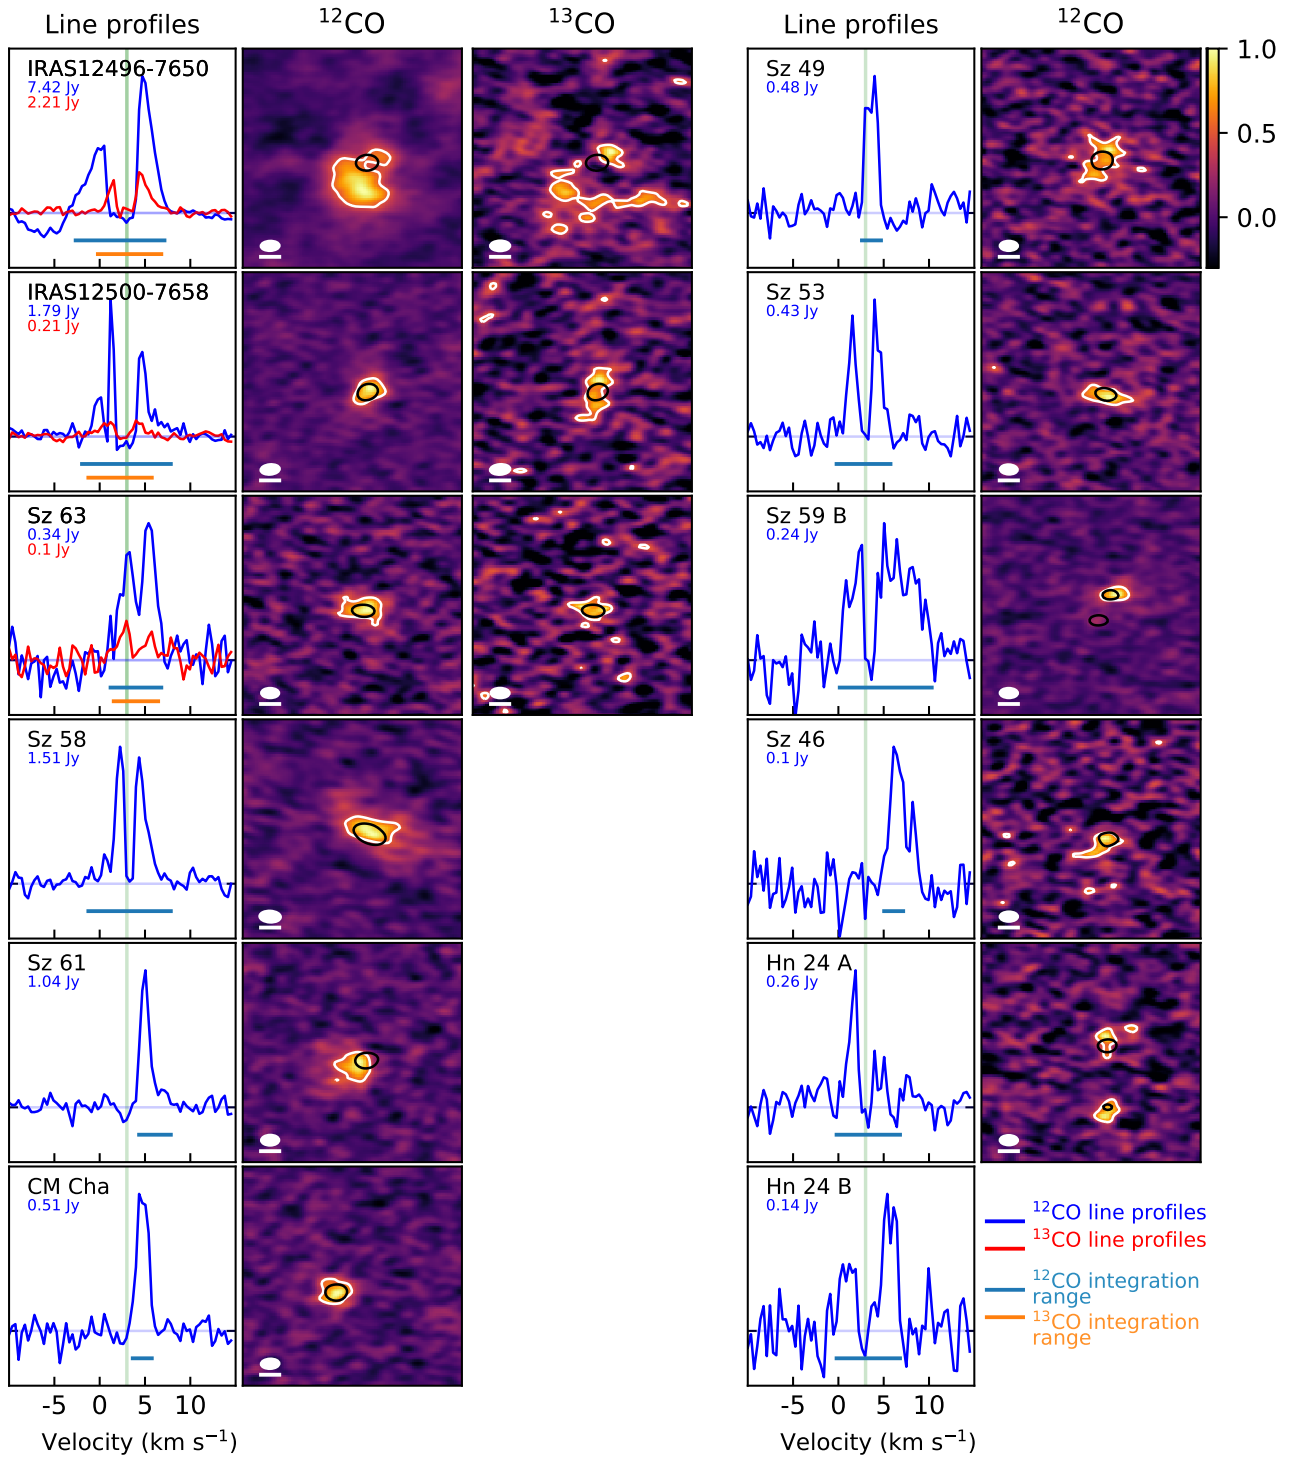 Line profiles
¹²CO
¹³CO
Line profiles
¹²CO
IRAS12496-7650
7.42 Jy
2.21 Jy
IRAS12500-7658
1.79 Jy
0.21 Jy
Sz 63
0.34 Jy
0.1 Jy
Sz 58
1.51 Jy
Sz 61
1.04 Jy
CM Cha
0.51 Jy
-5 0 5 10
Velocity (km s⁻¹)
Sz 49
0.48 Jy
1.0
0.5
0.0
Sz 53
0.43 Jy
Sz 59 B
0.24 Jy
Sz 46
0.1 Jy
Hn 24 A
0.26 Jy
Hn 24 B
0.14 Jy
-5 0 5 10
Velocity (km s⁻¹)
¹²CO line profiles
¹³CO line profiles
¹²CO integration
range
¹³CO integration
range